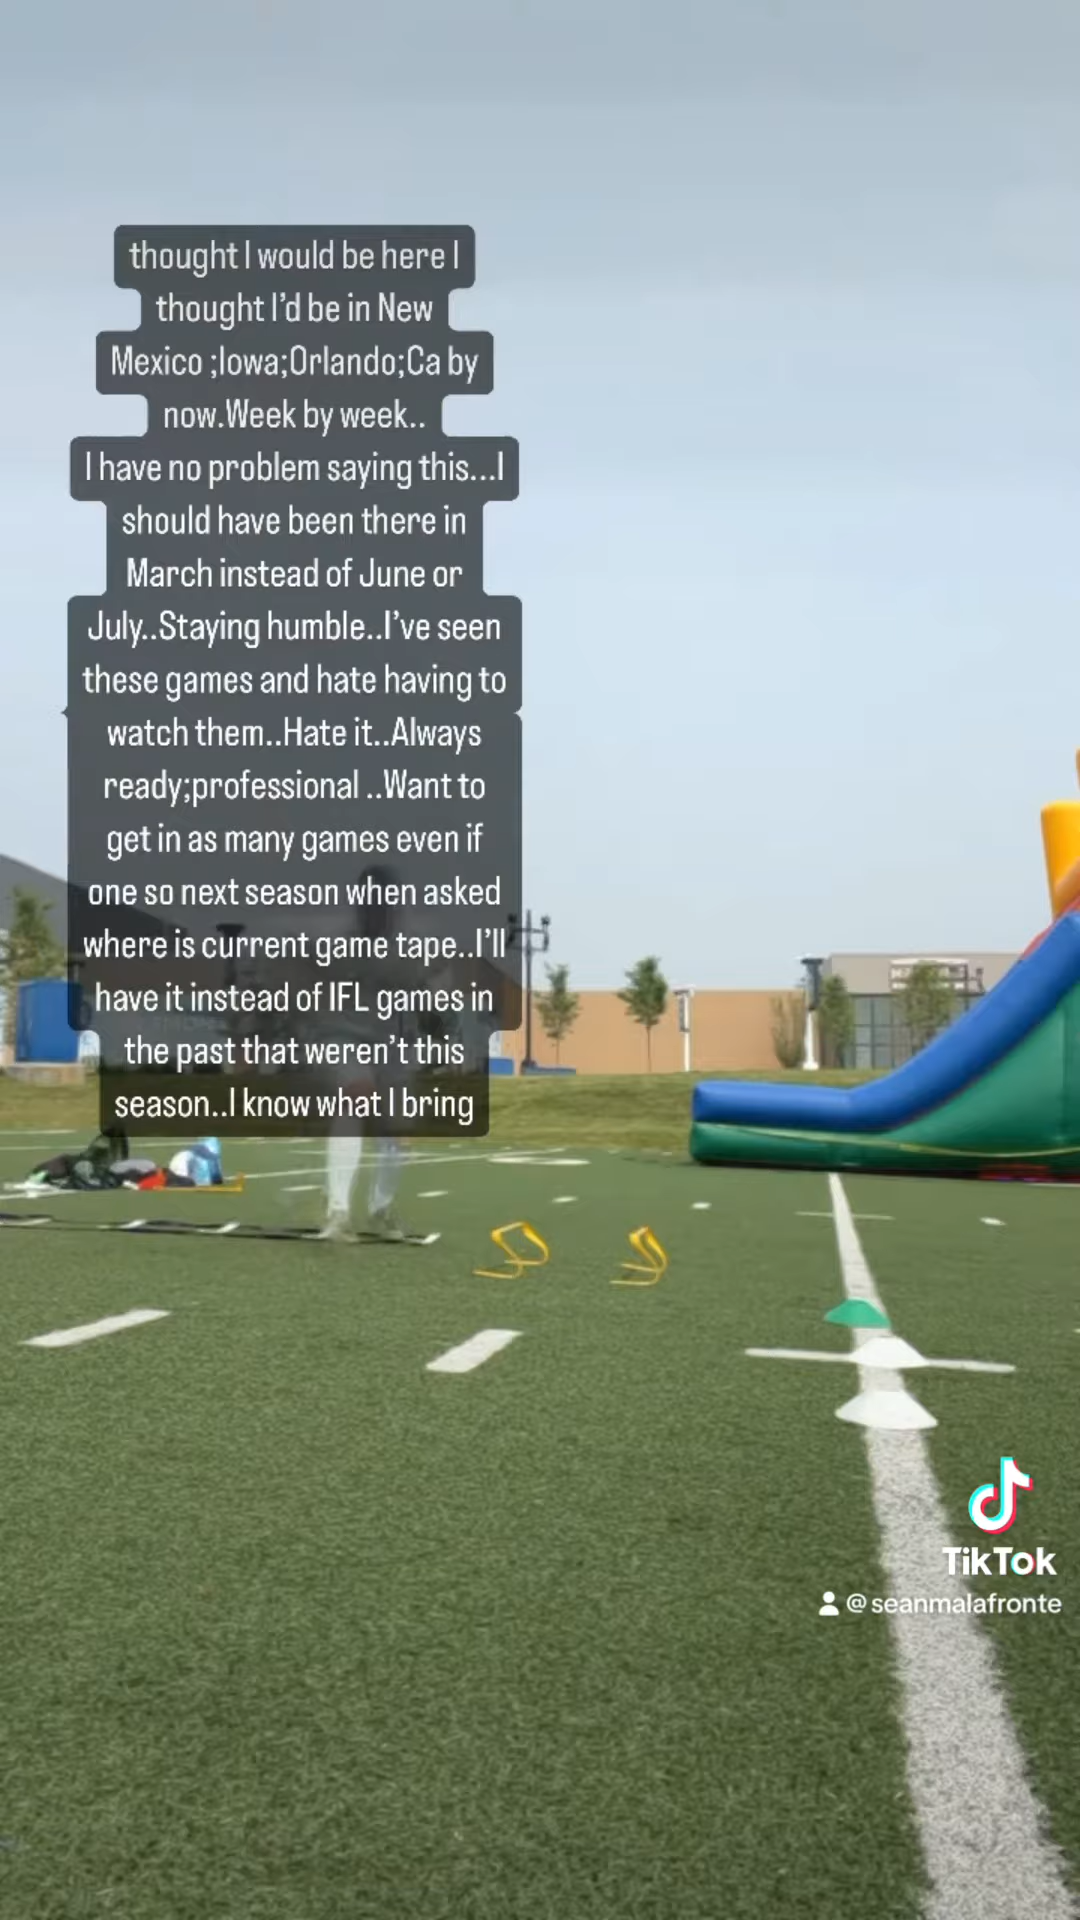 thought I would be here I
thought I'd be in New
Mexico ;Iowa;Orlando;Ca by
now.Week by week..
I have no problem saying this...I
should have been there in
March instead of June or
July..Staying humble..I've seen
these games and hate having to
watch them..Hate it..Always
ready;professional ..Want to
get in as many games even if
one so next season when asked
where is current game tape..I'll
have it instead of IFL games in
the past that weren't this
season..I know what I bring
TikTok
@seanmalafronte